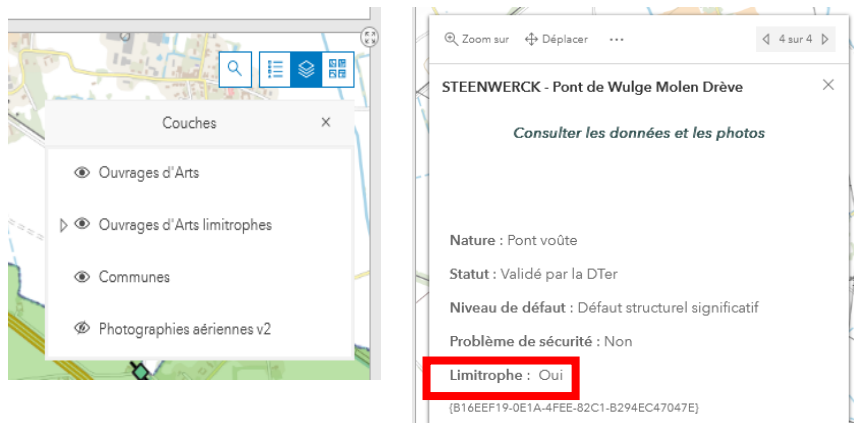 Couches
Ouvrages d'Arts
Ouvrages d'Arts limitrophes
Communes
Photographies aériennes v2
Zoom sur
Déplacer
...
4 sur 4
STEENWERCK - Pont de Wulge Molen Drève
Consulter les données et les photos
Nature : Pont voûte
Statut : Validé par la DTer
Niveau de défaut : Défaut structurel significatif
Problème de sécurité : Non
Limitrophe : Oui
{B16EEF19-0E1A-4FEE-82C1-B294EC47047E}